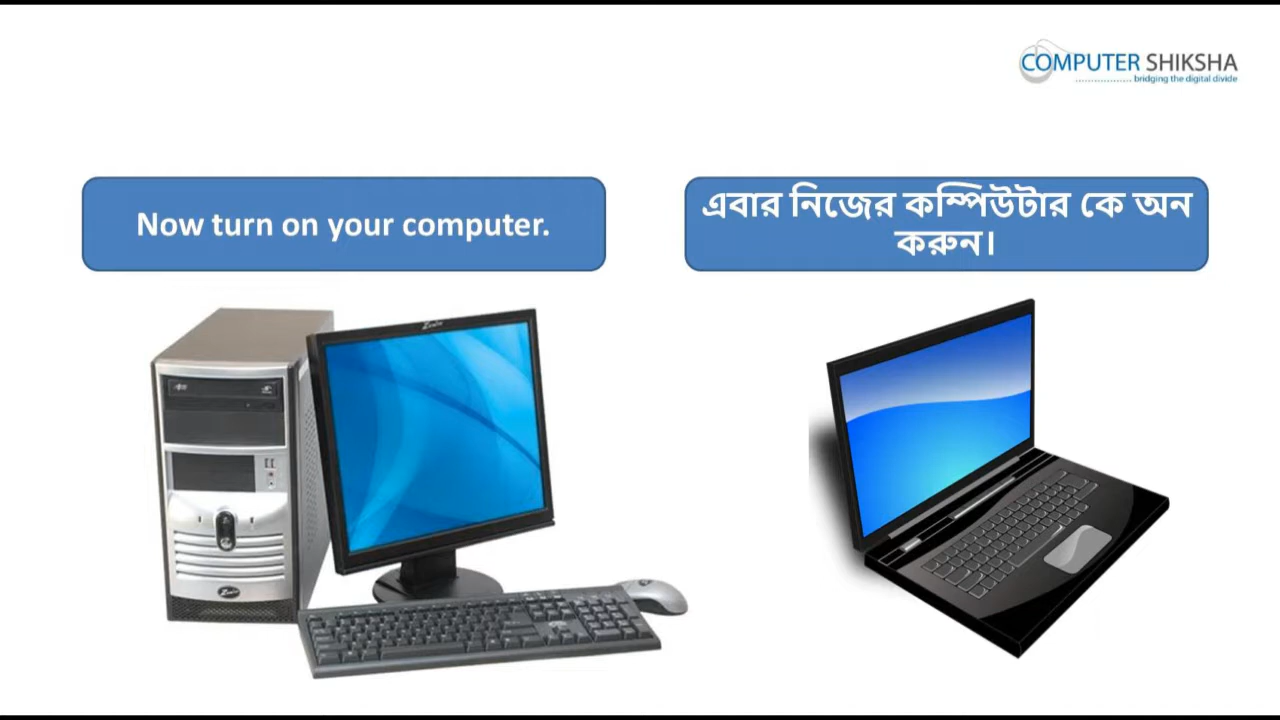 COMPUTER SHIKSHA
bridging the digital divide
Now turn on your computer.
এবার নিজের কম্পিউটার কে অন
করুন।